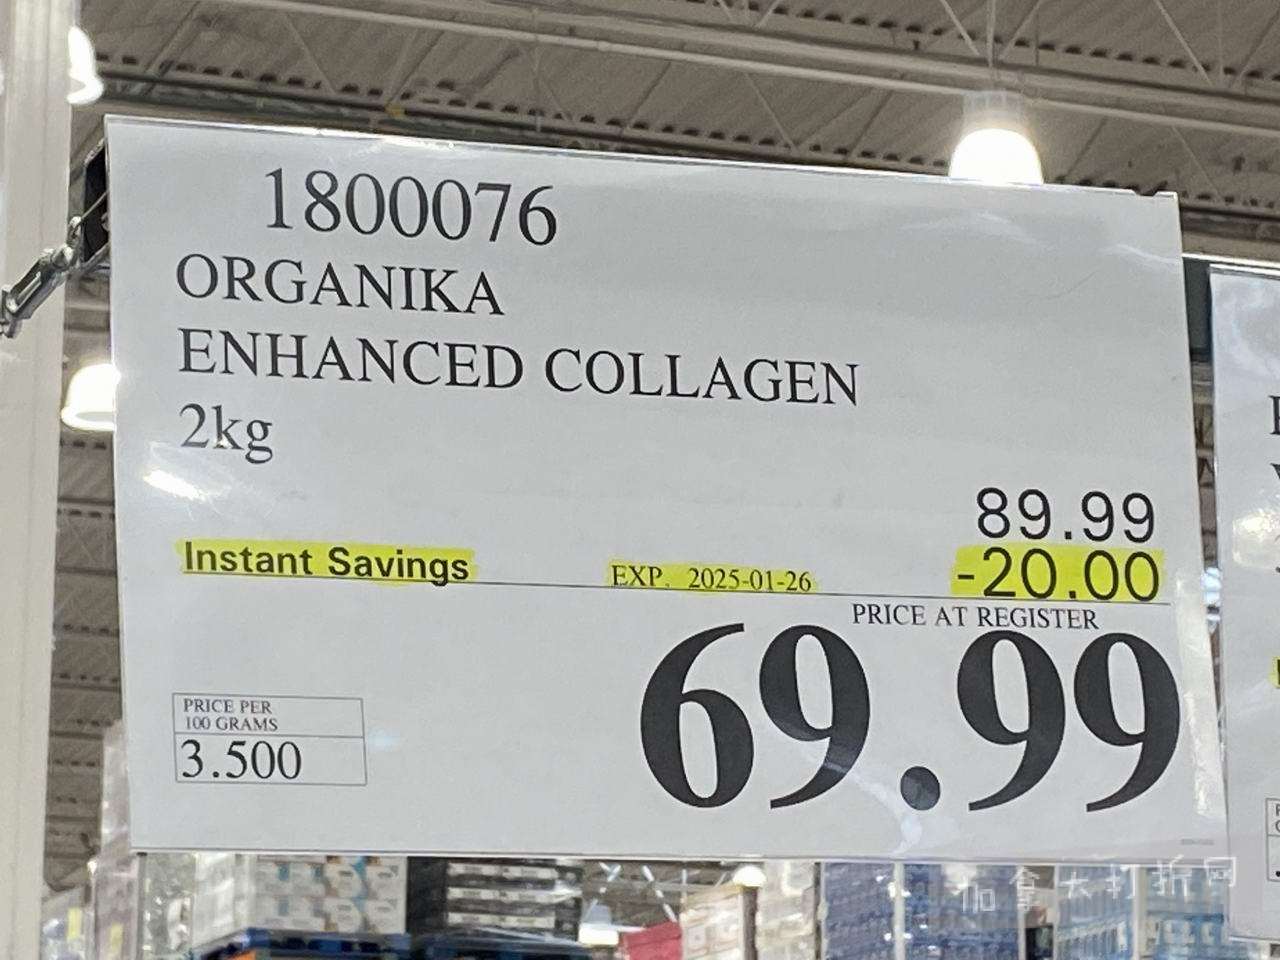 1800076
ORGANIKA
ENHANCED COLLAGEN
2kg
89.99
Instant Savings EXP. 2025-01-26 -20.00
PRICE AT REGISTER
69.99
PRICE PER
100 GRAMS
3.500
加拿大打折网